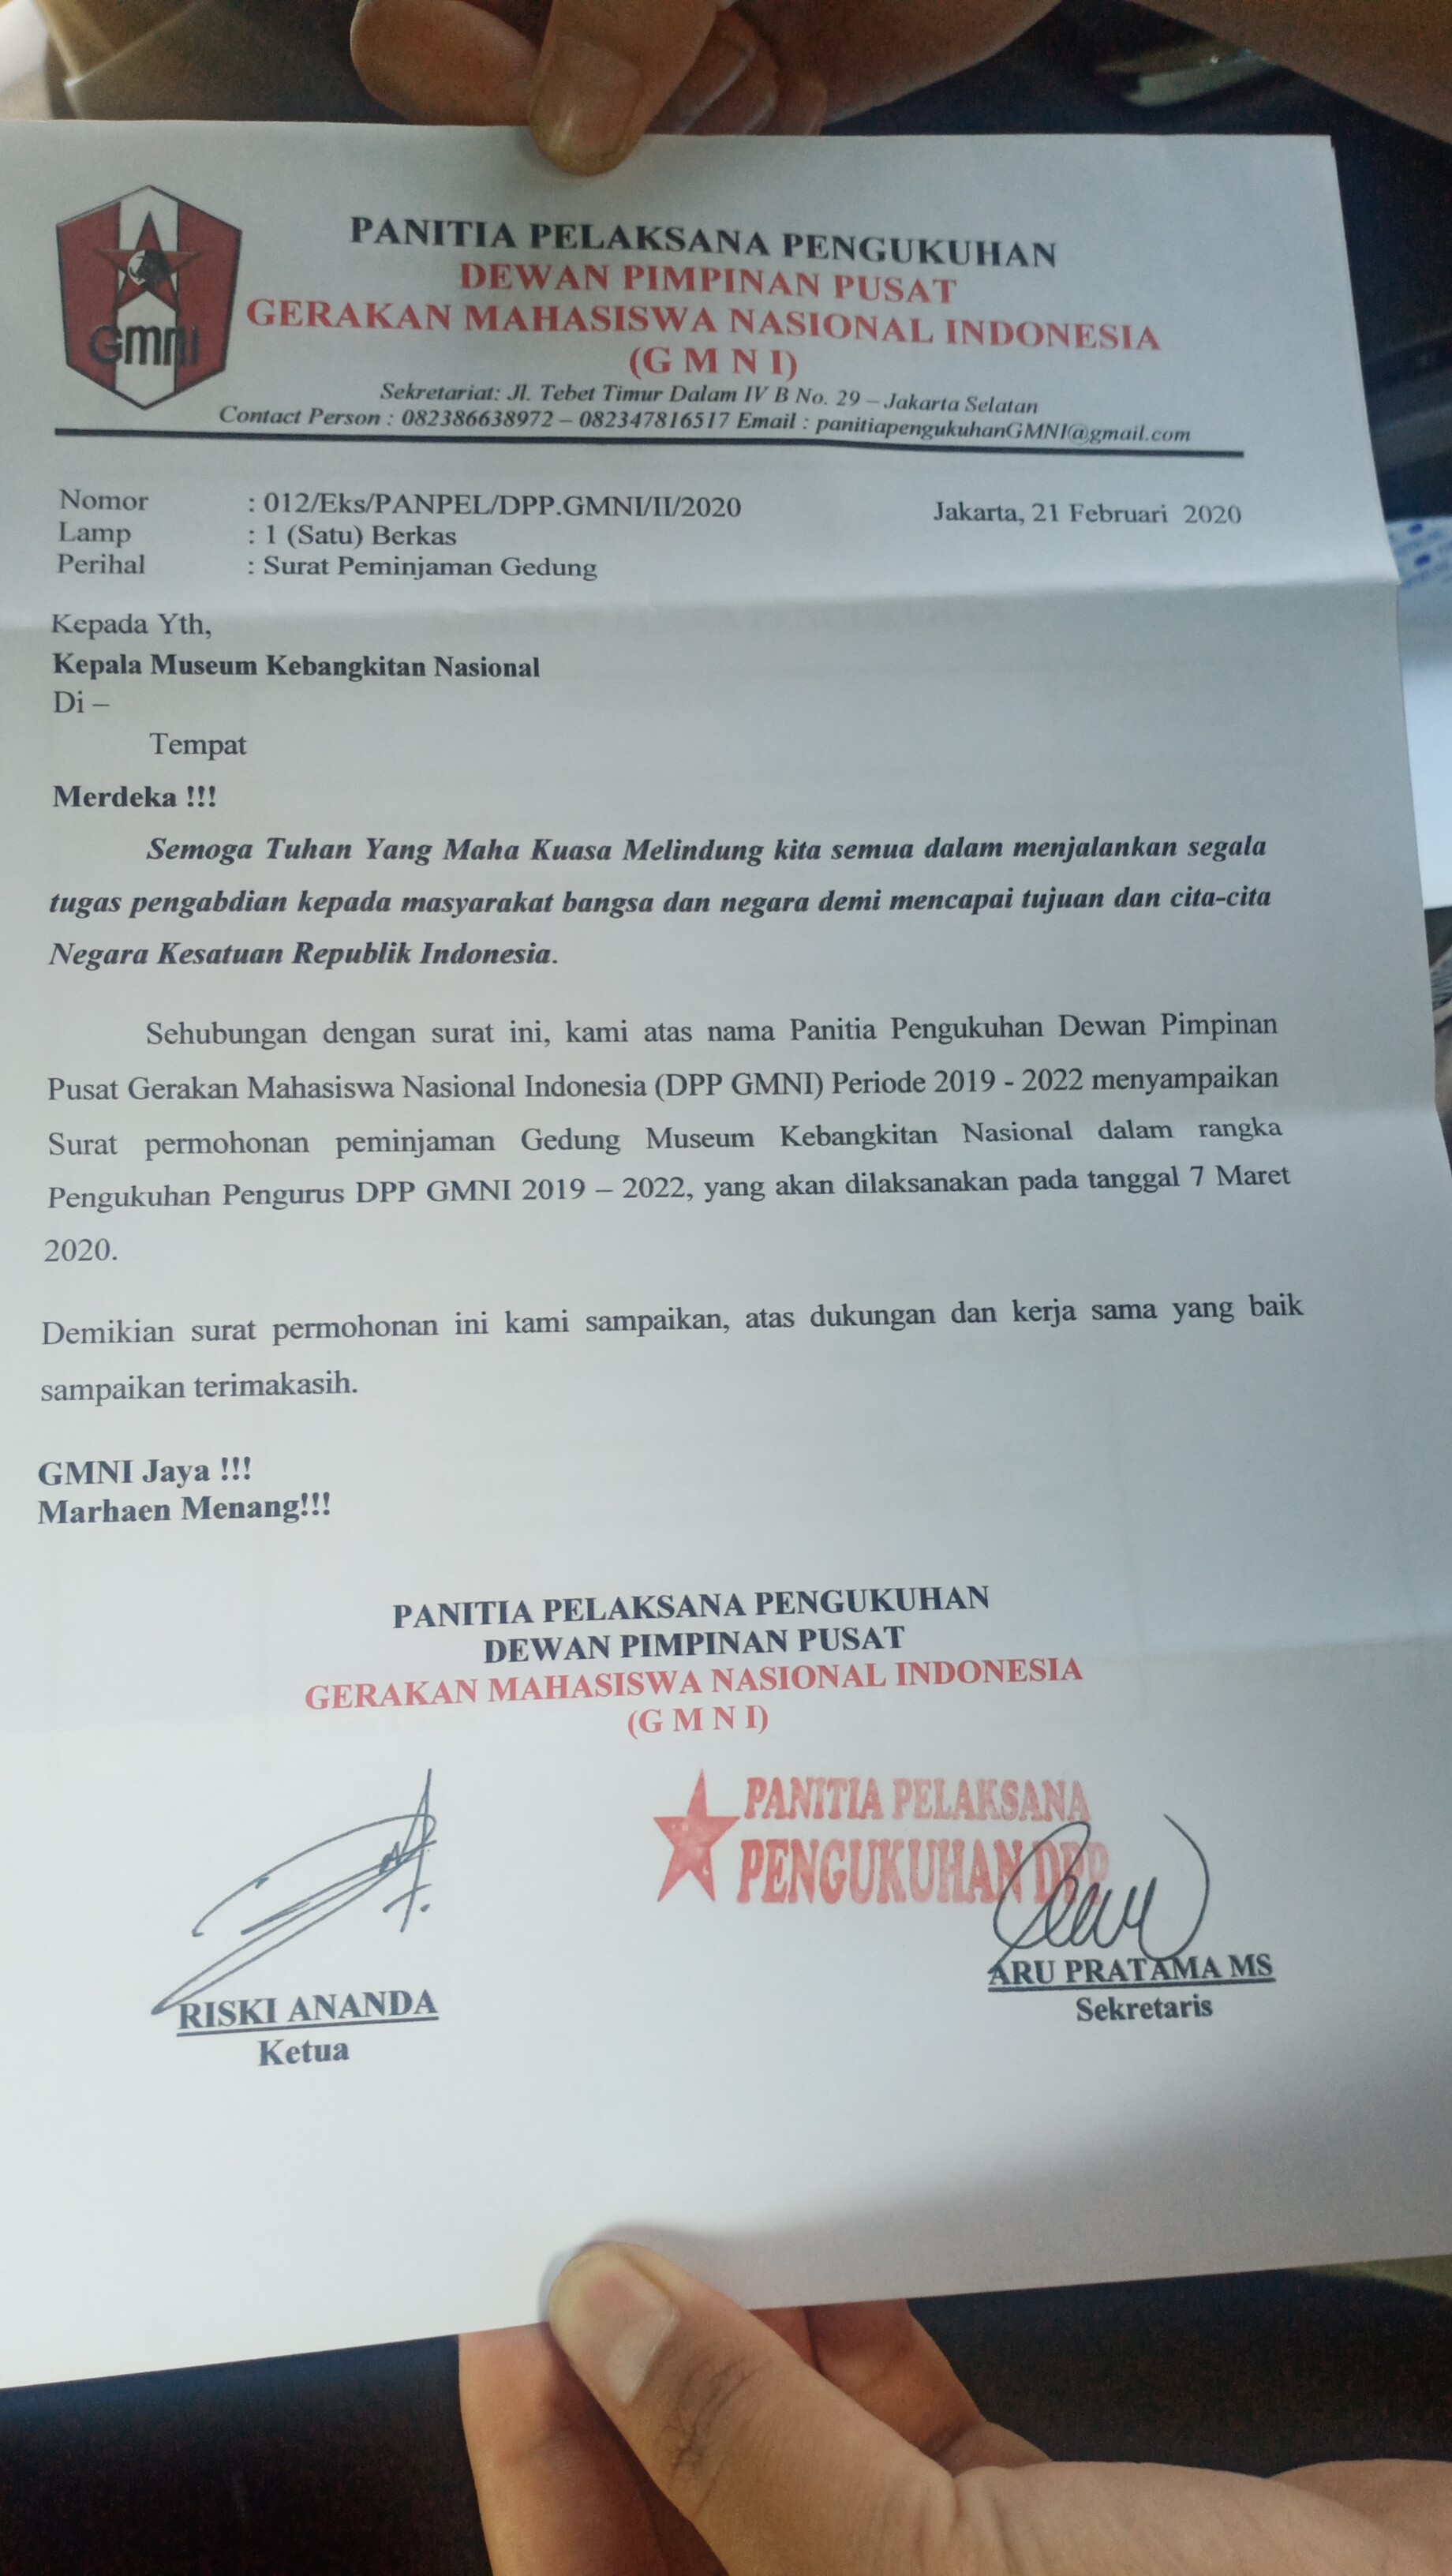 Gmni
PANITIA PELAKSANA PENGUKUHAN
DEWAN PIMPINAN PUSAT
GERAKAN MAHASISWA NASIONAL INDONESIA
(G M N I)
Sekretariat: Jl. Tebet Timur Dalam IV B No. 29 – Jakarta Selatan
Contact Person : 082386638972 – 082347816517 Email : panitiapengukuhanGMNI@gmail.com
Nomor : 012/Eks/PANPEL/DPP.GMNI/II/2020 Jakarta, 21 Februari 2020
Lamp : 1 (Satu) Berkas
Perihal : Surat Peminjaman Gedung
Kepada Yth,
Kepala Museum Kebangkitan Nasional
Di –
Tempat
Merdeka !!!
Semoga Tuhan Yang Maha Kuasa Melindung kita semua dalam menjalankan segala
tugas pengabdian kepada masyarakat bangsa dan negara demi mencapai tujuan dan cita-cita
Negara Kesatuan Republik Indonesia.
Sehubungan dengan surat ini, kami atas nama Panitia Pengukuhan Dewan Pimpinan
Pusat Gerakan Mahasiswa Nasional Indonesia (DPP GMNI) Periode 2019 - 2022 menyampaikan
Surat permohonan peminjaman Gedung Museum Kebangkitan Nasional dalam rangka
Pengukuhan Pengurus DPP GMNI 2019 – 2022, yang akan dilaksanakan pada tanggal 7 Maret
2020.
Demikian surat permohonan ini kami sampaikan, atas dukungan dan kerja sama yang baik
sampaikan terimakasih.
GMNI Jaya !!!
Marhaen Menang!!!
PANITIA PELAKSANA PENGUKUHAN
DEWAN PIMPINAN PUSAT
GERAKAN MAHASISWA NASIONAL INDONESIA
(G M N I)
PANITIA PELAKSANA
PENGUKUHAN DPP
RISKI ANANDA
Ketua
ARU PRATAMA MS
Sekretaris